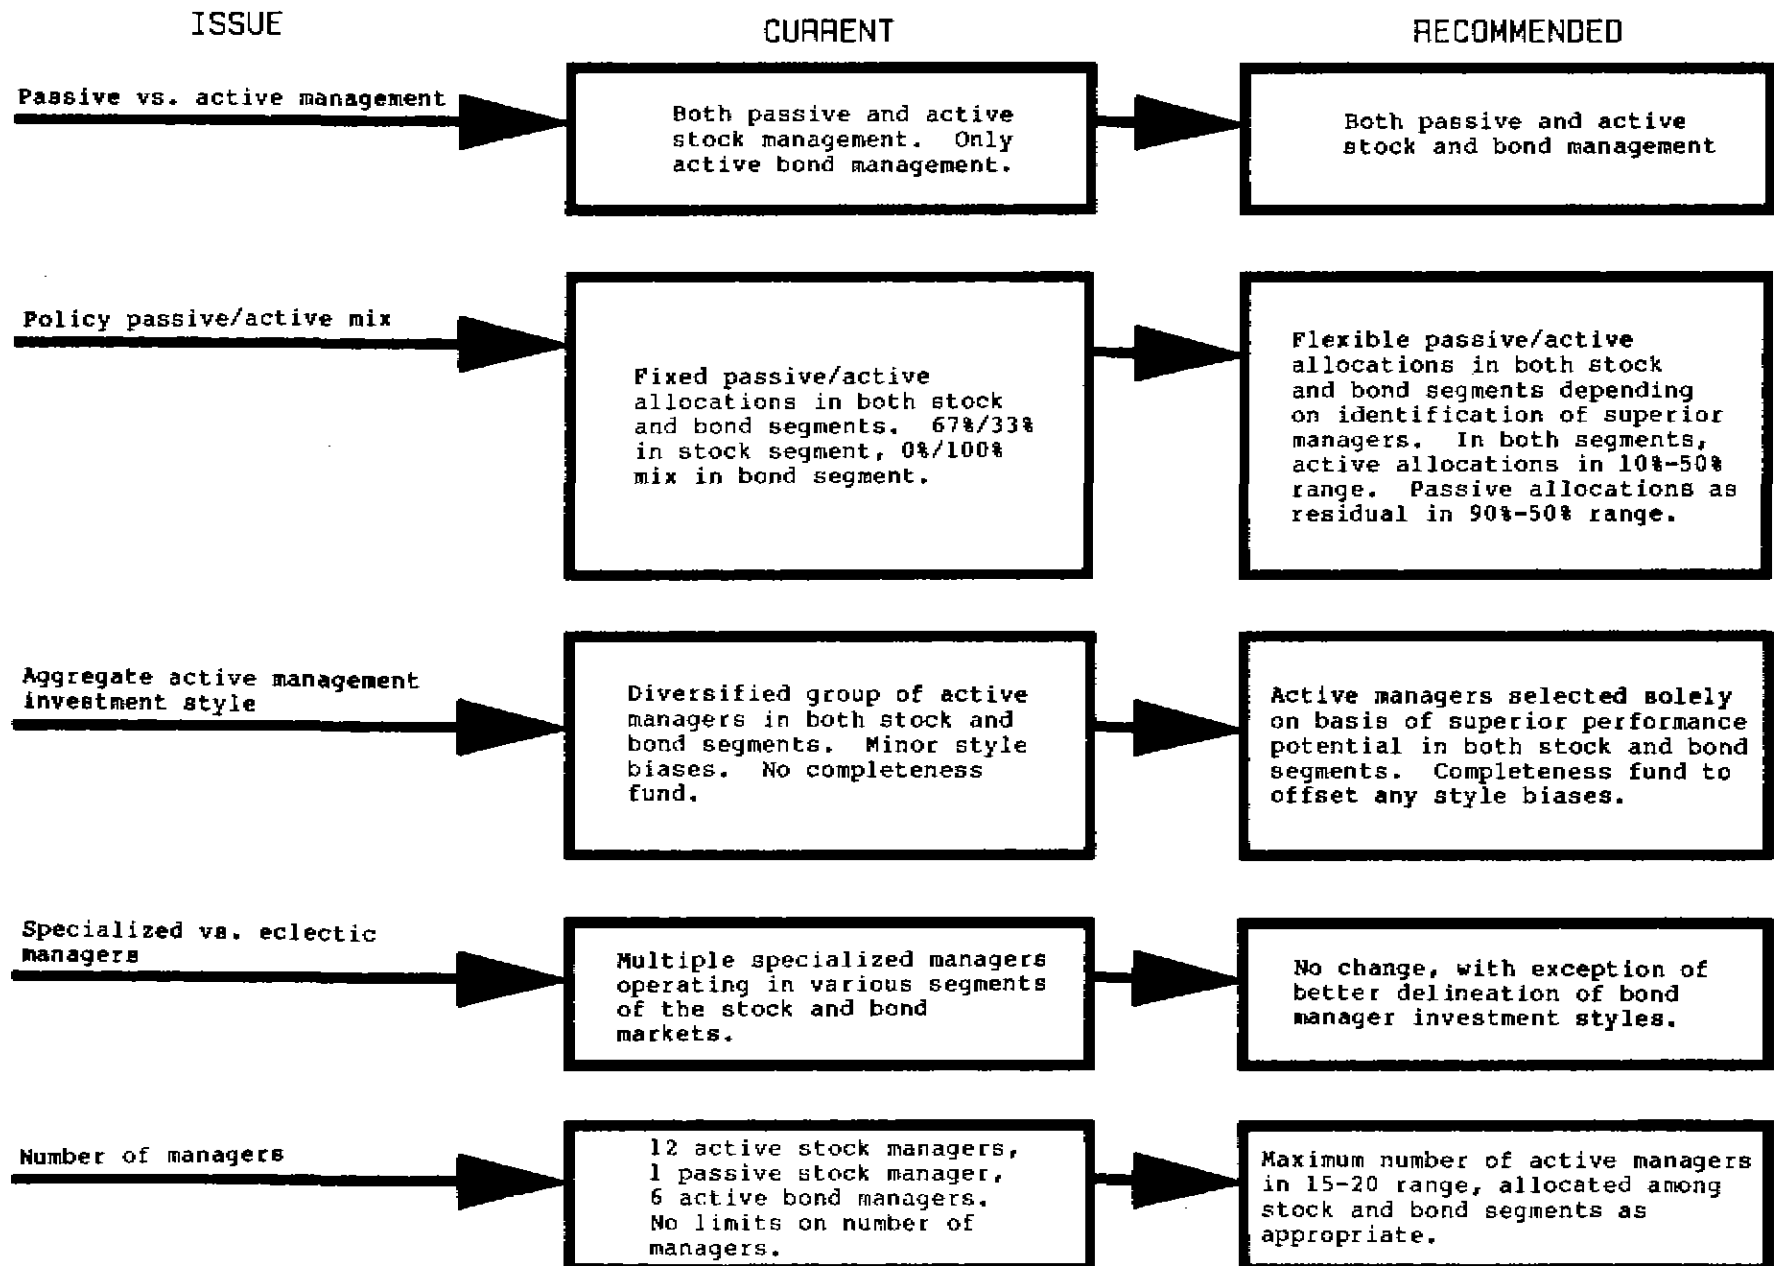 ISSUE
CURRENT
RECOMMENDED
Passive vs. active management
Both passive and active
stock management. Only
active bond management.
Both passive and active
stock and bond management
Policy passive/active mix
Fixed passive/active
allocations in both stock
and bond segments. 67%/33%
in stock segment, 0%/100%
mix in bond segment.
Flexible passive/active
allocations in both stock
and bond segments depending
on identification of superior
managers. In both segments,
active allocations in 10%-50%
range. Passive allocations as
residual in 90%-50% range.
Aggregate active management
investment style
Diversified group of active
managers in both stock and
bond segments. Minor style
biases. No completeness
fund.
Active managers selected solely
on basis of superior performance
potential in both stock and bond
segments. Completeness fund to
offset any style biases.
Specialized vs. eclectic
managers
Multiple specialized managers
operating in various segments
of the stock and bond
markets.
No change, with exception of
better delineation of bond
manager investment styles.
Number of managers
12 active stock managers,
1 passive stock manager,
6 active bond managers.
No limits on number of
managers.
Maximum number of active managers
in 15-20 range, allocated among
stock and bond segments as
appropriate.